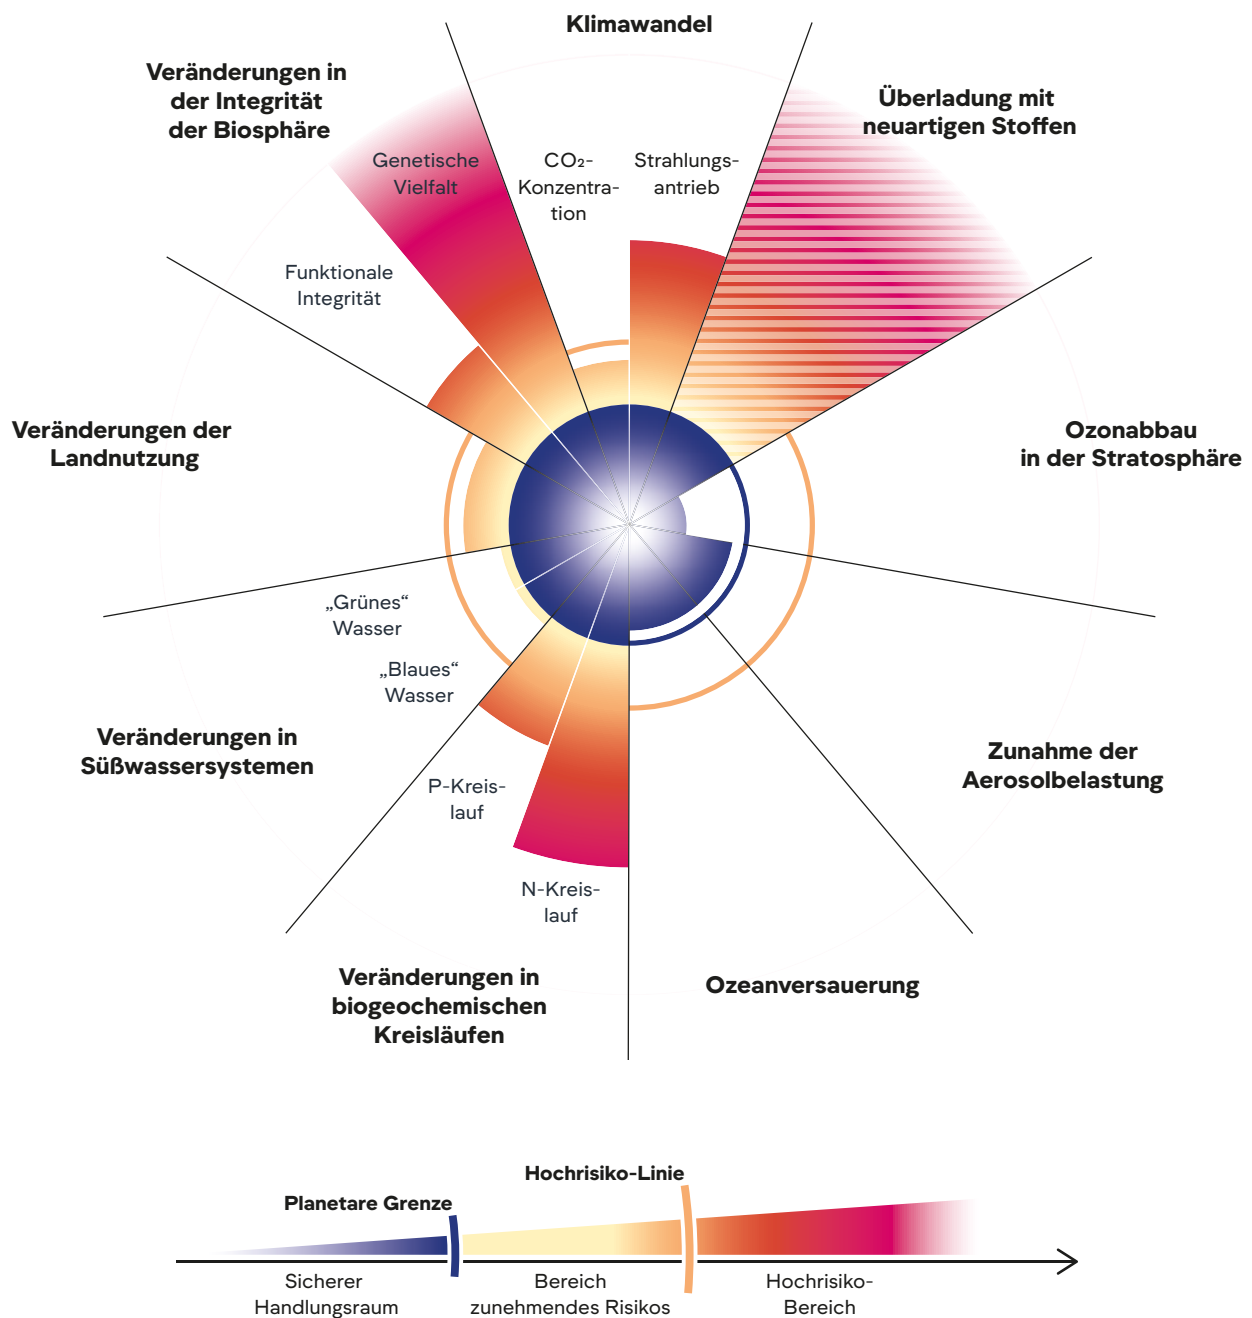 Klimawandel
Veränderungen in
der Integrität
der Biosphäre
Überladung mit
neuartigen Stoffen
Genetische
Vielfalt
CO₂-
Konzentra-
tion
Strahlungs-
antrieb
Funktionale
Integrität
Veränderungen der
Landnutzung
Ozonabbau
in der Stratosphäre
„Grünes“
Wasser
„Blaues“
Wasser
Veränderungen in
Süßwassersystemen
Zunahme der
Aerosolbelastung
P-Kreis-
lauf
N-Kreis-
lauf
Veränderungen in
biogeochemischen
Kreisläufen
Ozeanversauerung
Hochrisiko-Linie
Planetare Grenze
Sicherer
Handlungsraum
Bereich
zunehmendes Risikos
Hochrisiko-
Bereich